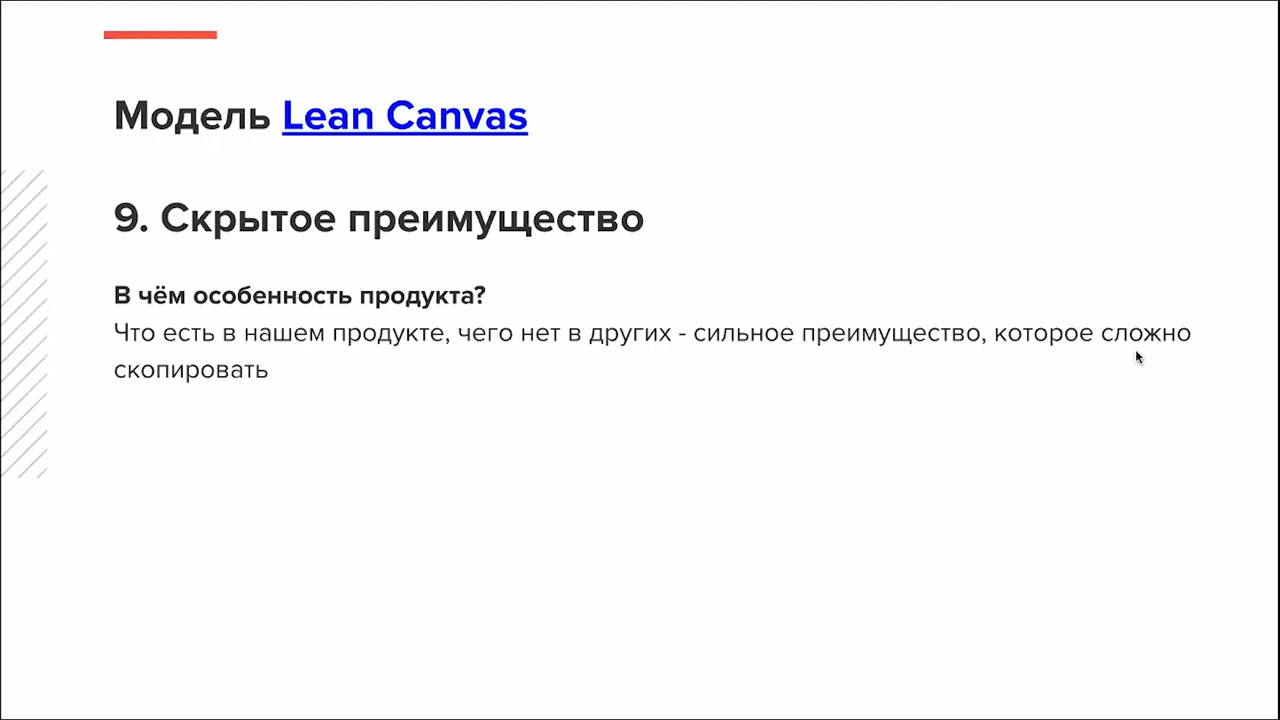 Модель Lean Canvas
9. Скрытое преимущество
В чём особенность продукта?
Что есть в нашем продукте, чего нет в других - сильное преимущество, которое сложно
скопировать